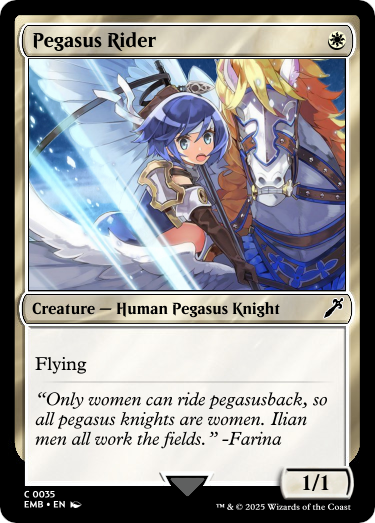 Pegasus Rider
Creature — Human Pegasus Knight
Flying
“Only women can ride pegasusback, so
all pegasus knights are women. Ilian
men all work the fields.” -Farina
1/1
C 0035
EMB • EN
™ & © 2025 Wizards of the Coast